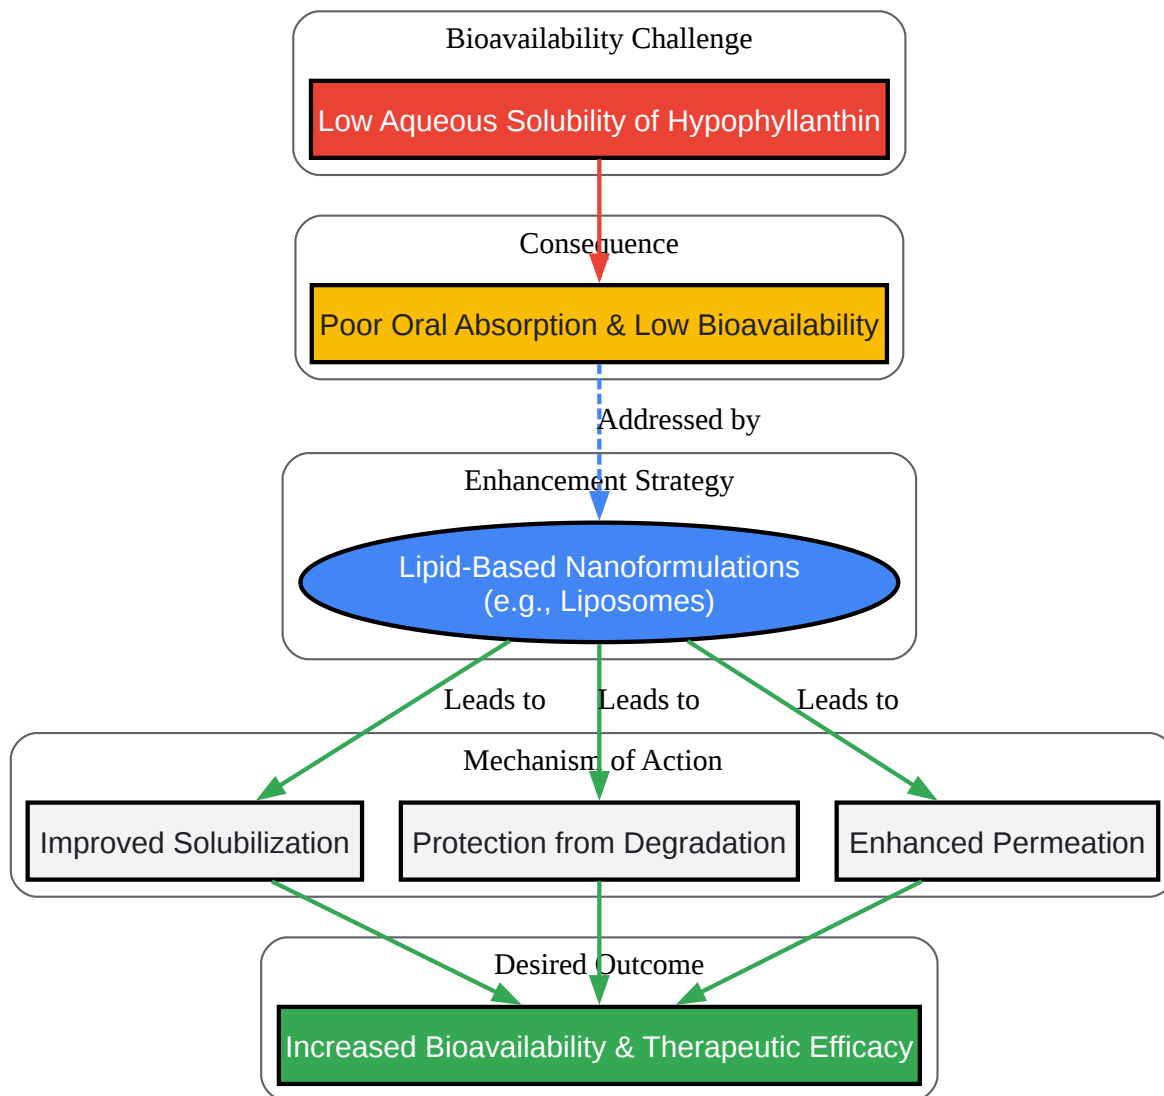 Bioavailability Challenge
Low Aqueous Solubility of Hypophyllanthin
Consequence
Poor Oral Absorption & Low Bioavailability
Addressed by
Enhancement Strategy
Lipid-Based Nanoformulations
(e.g., Liposomes)
Leads to
Leads to
Leads to
Mechanism of Action
Improved Solubilization
Protection from Degradation
Enhanced Permeation
Desired Outcome
Increased Bioavailability & Therapeutic Efficacy